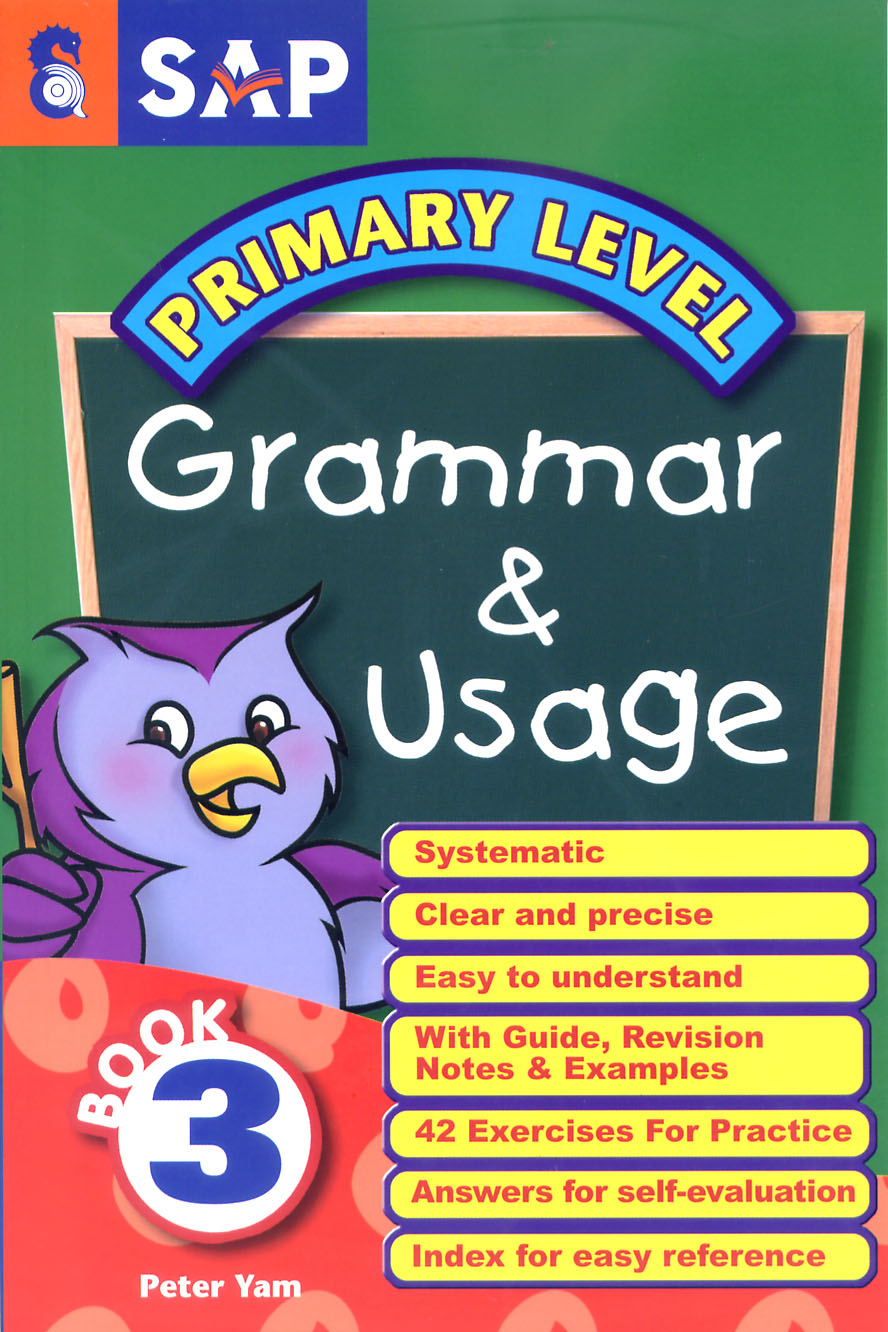 SAP
PRIMARY LEVEL
Grammar
&
Usage
Systematic
Clear and precise
Easy to understand
With Guide, Revision
Notes & Examples
42 Exercises For Practice
Answers for self-evaluation
Index for easy reference
BOOK
3
Peter Yam